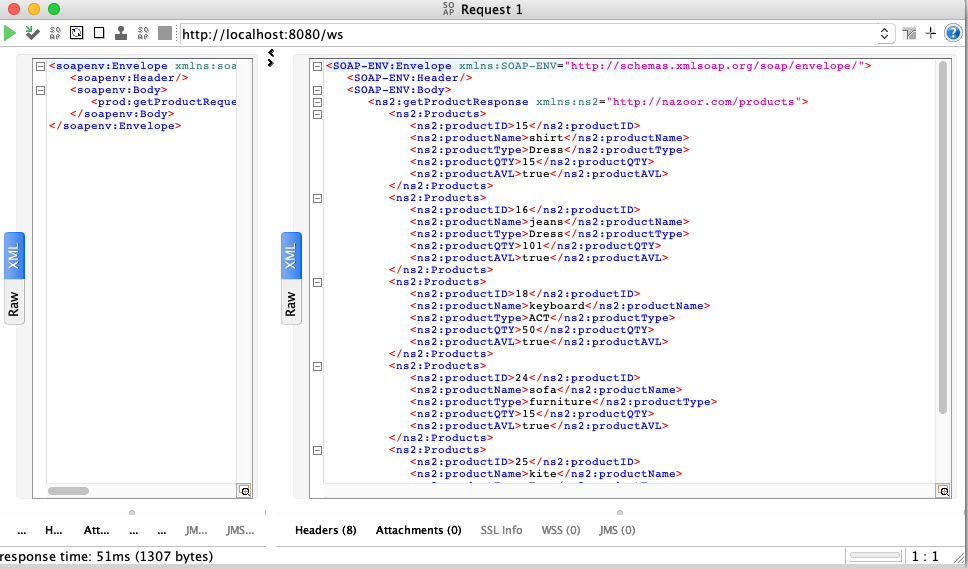 SOAP Request 1
http://localhost:8080/ws
<soapenv:Envelope xmlns:soa
<soapenv:Header/>
<soapenv:Body>
<prod:getProductReque
</soapenv:Body>
</soapenv:Envelope>
XML
Raw
<SOAP-ENV:Envelope xmlns:SOAP-ENV="http://schemas.xmlsoap.org/soap/envelope/">
<SOAP-ENV:Header/>
<SOAP-ENV:Body>
<ns2:getProductResponse xmlns:ns2="http://nazoor.com/products">
<ns2:Products>
<ns2:productID>15</ns2:productID>
<ns2:productName>shirt</ns2:productName>
<ns2:productType>Dress</ns2:productType>
<ns2:productQTY>15</ns2:productQTY>
<ns2:productAVL>true</ns2:productAVL>
</ns2:Products>
<ns2:Products>
<ns2:productID>16</ns2:productID>
<ns2:productName>jeans</ns2:productName>
<ns2:productType>Dress</ns2:productType>
<ns2:productQTY>101</ns2:productQTY>
<ns2:productAVL>true</ns2:productAVL>
</ns2:Products>
<ns2:Products>
<ns2:productID>18</ns2:productID>
<ns2:productName>keyboard</ns2:productName>
<ns2:productType>ACT</ns2:productType>
<ns2:productQTY>50</ns2:productQTY>
<ns2:productAVL>true</ns2:productAVL>
</ns2:Products>
<ns2:Products>
<ns2:productID>24</ns2:productID>
<ns2:productName>sofa</ns2:productName>
<ns2:productType>furniture</ns2:productType>
<ns2:productQTY>15</ns2:productQTY>
<ns2:productAVL>true</ns2:productAVL>
</ns2:Products>
<ns2:Products>
<ns2:productID>25</ns2:productID>
<ns2:productName>kite</ns2:productName>
XML
Raw
... H... Att... ... ... JM... JMS...
Headers (8) Attachments (0) SSL Info WSS (0) JMS (0)
response time: 51ms (1307 bytes)
1 : 1